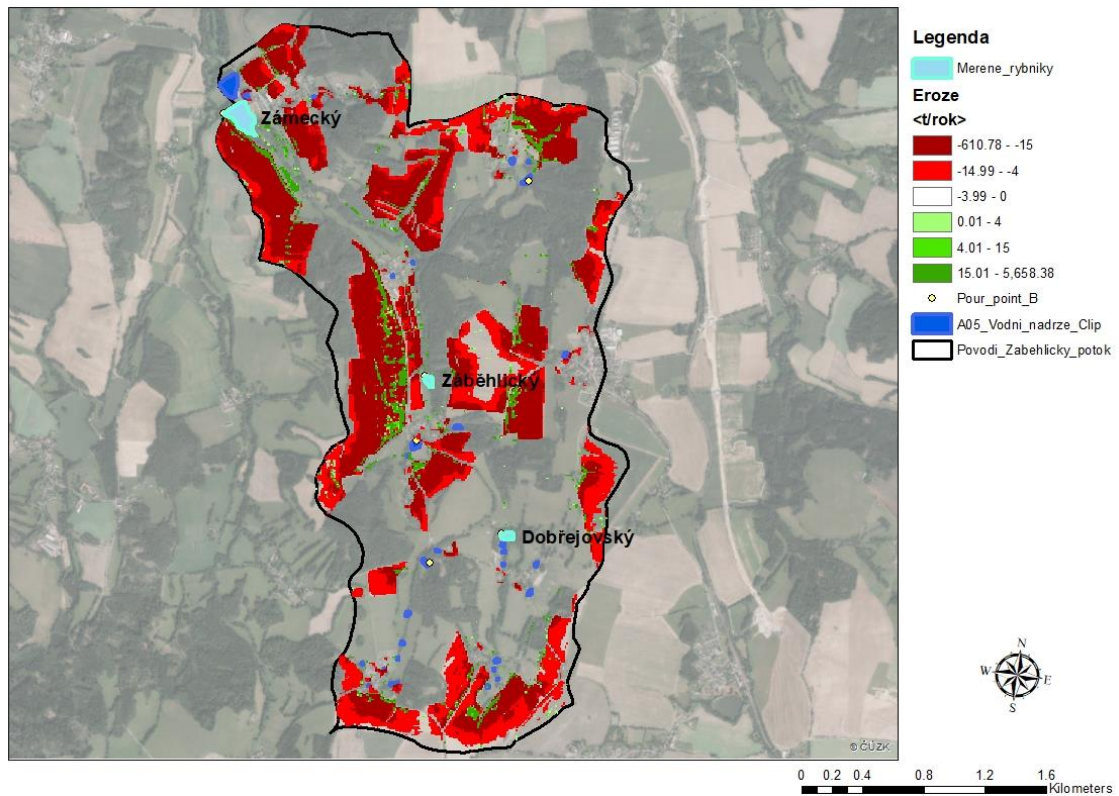 Legenda
Merene_rybniky
Eroze
<t/rok>
-610.78 - -15
-14.99 - -4
-3.99 - 0
0.01 - 4
4.01 - 15
15.01 - 5,658.38
Pour_point_B
A05_Vodni_nadrze_Clip
Povodi_Zabehlicky_potok
Zámecký
Záběhlický
Dobřejovský
N
W
E
S
© ČÚZK
0 0.2 0.4 0.8 1.2 1.6
Kilometers